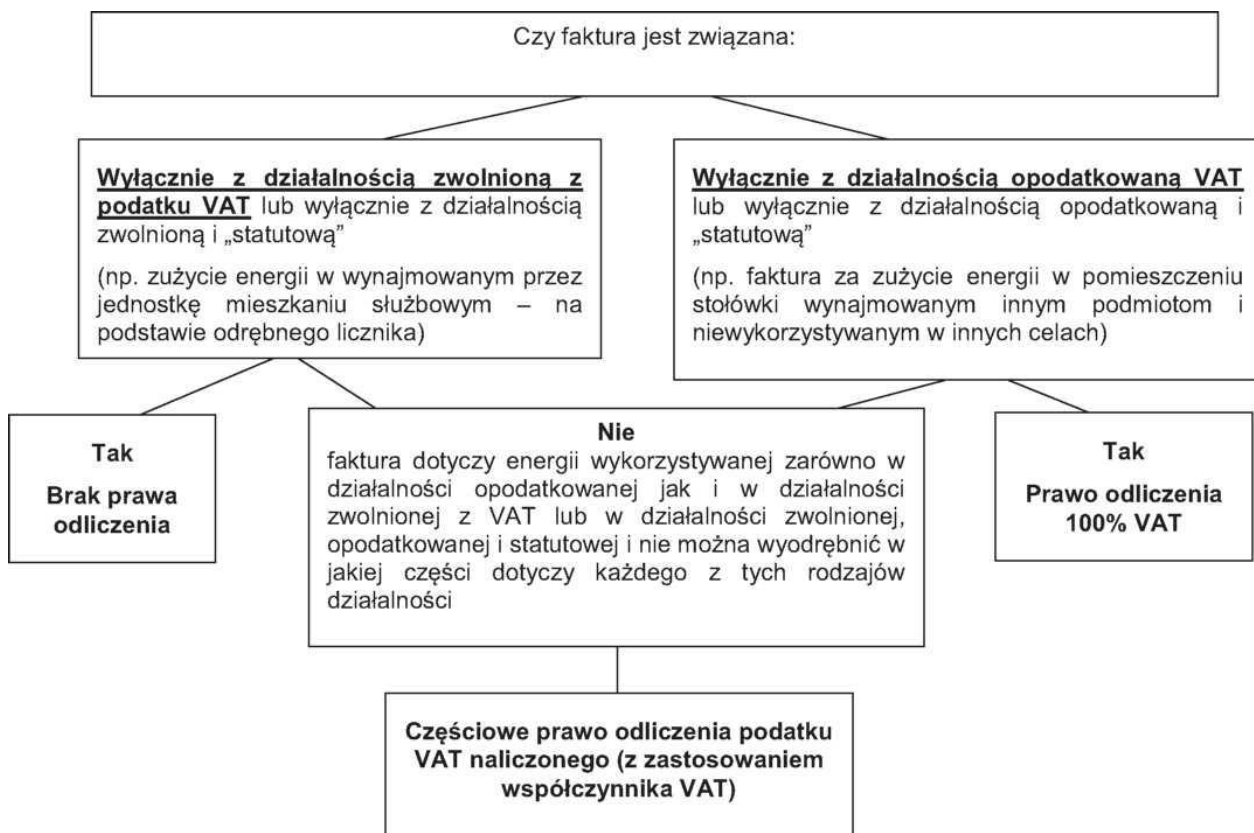 Czy faktura jest związana:
Wyłącznie z działalnością zwolnioną z
podatku VAT lub wyłącznie z działalnością
zwolnioną i „statutową”
(np. zużycie energii w wynajmowanym przez
jednostkę mieszkaniu służbowym – na
podstawie odrębnego licznika)
Wyłącznie z działalnością opodatkowaną VAT
lub wyłącznie z działalnością opodatkowaną i
„statutową”
(np. faktura za zużycie energii w pomieszczeniu
stołówki wynajmowanym innym podmiotom i
niewykorzystywanym w innych celach)
Tak
Brak prawa
odliczenia
Nie
faktura dotyczy energii wykorzystywanej zarówno w
działalności opodatkowanej jak i w działalności
zwolnionej z VAT lub w działalności zwolnionej,
opodatkowanej i statutowej i nie można wyodrębnić w
jakiej części dotyczy każdego z tych rodzajów
działalności
Tak
Prawo odliczenia
100% VAT
Częściowe prawo odliczenia podatku
VAT naliczonego (z zastosowaniem
współczynnika VAT)